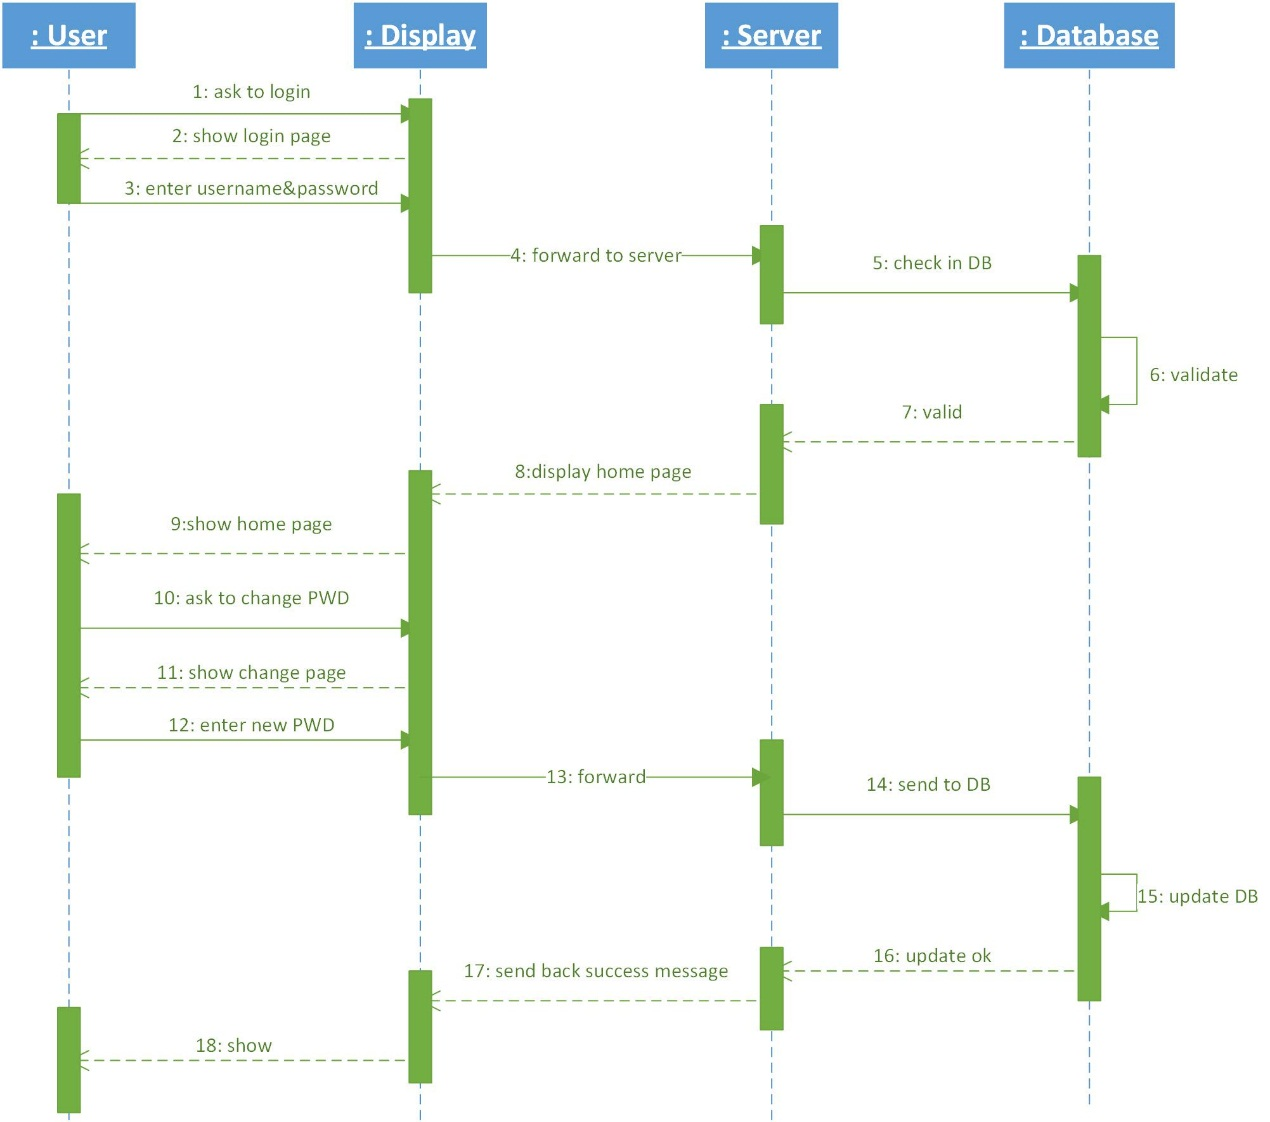 : User
: Display
: Server
: Database
1: ask to login
2: show login page
3: enter username&password
4: forward to server
5: check in DB
6: validate
7: valid
8:display home page
9:show home page
10: ask to change PWD
11: show change page
12: enter new PWD
13: forward
14: send to DB
15: update DB
16: update ok
17: send back success message
18: show